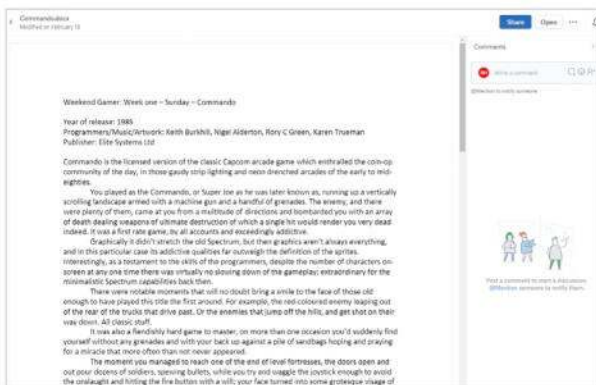 Commando.docx
Modified on February 19
Share
Open
Comments
Write a comment
@Mention to notify someone
Weekend Gamer: Week one – Sunday – Commando
Year of release: 1985
Programmers/Music/Artwork: Keith Burkhill, Nigel Alderton, Rory C Green, Karen Trueman
Publisher: Elite Systems Ltd
Commando is the licensed version of the classic Capcom arcade game which enthralled the coin-op
community of the day, in those gaudy strip lighting and neon drenched arcades of the early to mid-
eighties.
You played as the Commando, or Super Joe as he was later known as, running up a vertically
scrolling landscape armed with a machine gun and a handful of grenades. The enemy, and there
were plenty of them, came at you from a multitude of directions and bombarded you with an array
of death dealing weapons of ultimate destruction of which a single hit would render you very dead
indeed. It was a first rate game, by all accounts and exceedingly addictive.
Graphically it didn't stretch the old Spectrum, but then graphics aren't always everything,
and in this particular case its addictive qualities far outweigh the definition of the sprites.
Interestingly, as a testament to the skills of the programmers, despite the number of characters on-
screen at any one time there was virtually no slowing down of the gameplay; extraordinary for the
minimalistic Spectrum capabilities back then.
There were notable moments that will no doubt bring a smile to the face of those old
enough to have played this title the first around. For example, the red coloured enemy leaping out
of the rear of the trucks that drive past. Or the enemies that jump off the hills, and get shot on their
way down. All classic stuff.
It was also a fiendishly hard game to master, on more than one occasion you'd suddenly find
yourself without any grenades and with your back up against a pile of sandbags hoping and praying
for a miracle that more often than not never appeared.
The moment you managed to reach one of the end of level fortresses, the doors open and
out pour dozens of soldiers, spewing bullets, while you try and waggle the joystick enough to avoid
the onslaught and hitting the fire button with a will; your face turned into some grotesque visage of
Post a comment to start a discussion.
@Mention someone to notify them.